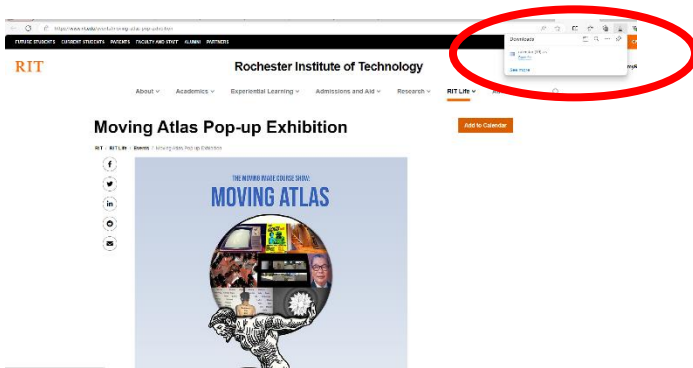 FUTURE STUDENTS CURRENT STUDENTS PARENTS FACULTY AND STAFF ALUMNI PARTNERS
Downloads
See more
RIT
Rochester Institute of Technology
About Academics Experiential Learning Admissions and Aid Research RIT Life
Moving Atlas Pop-up Exhibition
Add to Calendar
RIT / RIT Life / Events / Moving Atlas Pop-up Exhibition
THE MOVING IMAGE COURSE SHOW:
MOVING ATLAS